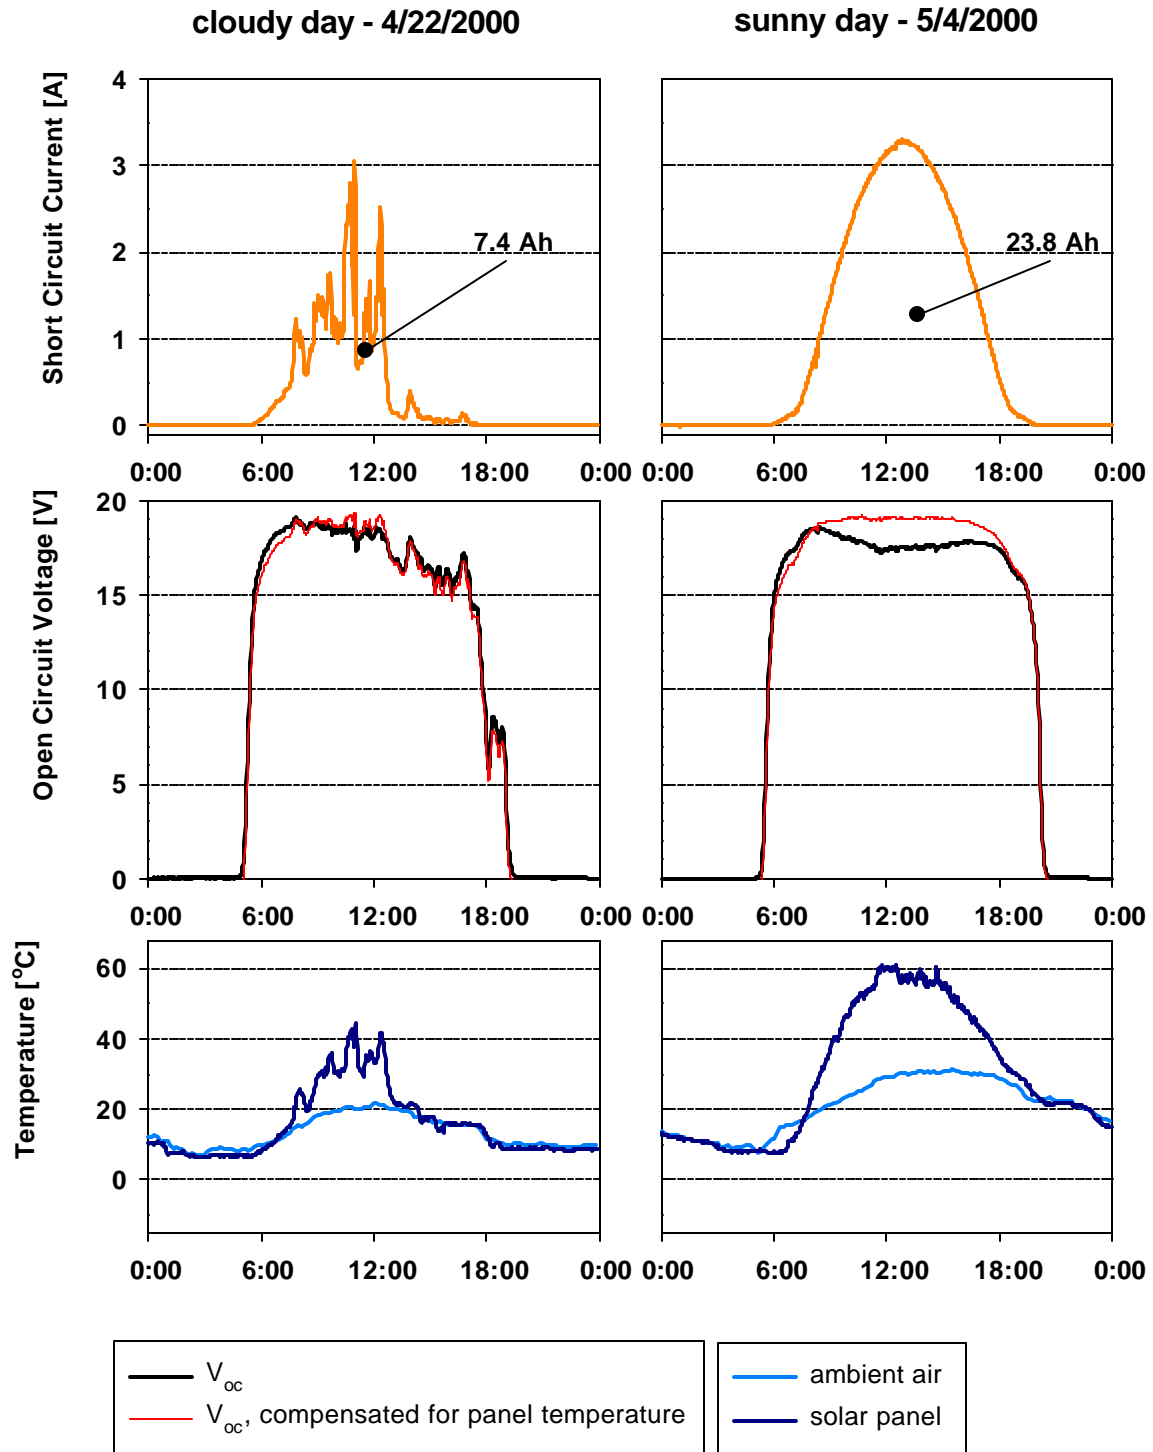 cloudy day - 4/22/2000 sunny day - 5/4/2000
Short Circuit Current [A]
4
3
2
1
0
7.4 Ah
23.8 Ah
0:00 6:00 12:00 18:00 0:00 0:00 6:00 12:00 18:00 0:00
Open Circuit Voltage [V]
20
15
10
5
0
0:00 6:00 12:00 18:00 0:00 0:00 6:00 12:00 18:00 0:00
Temperature [°C]
60
40
20
0
0:00 6:00 12:00 18:00 0:00 0:00 6:00 12:00 18:00 0:00
Voc
Voc, compensated for panel temperature
ambient air
solar panel